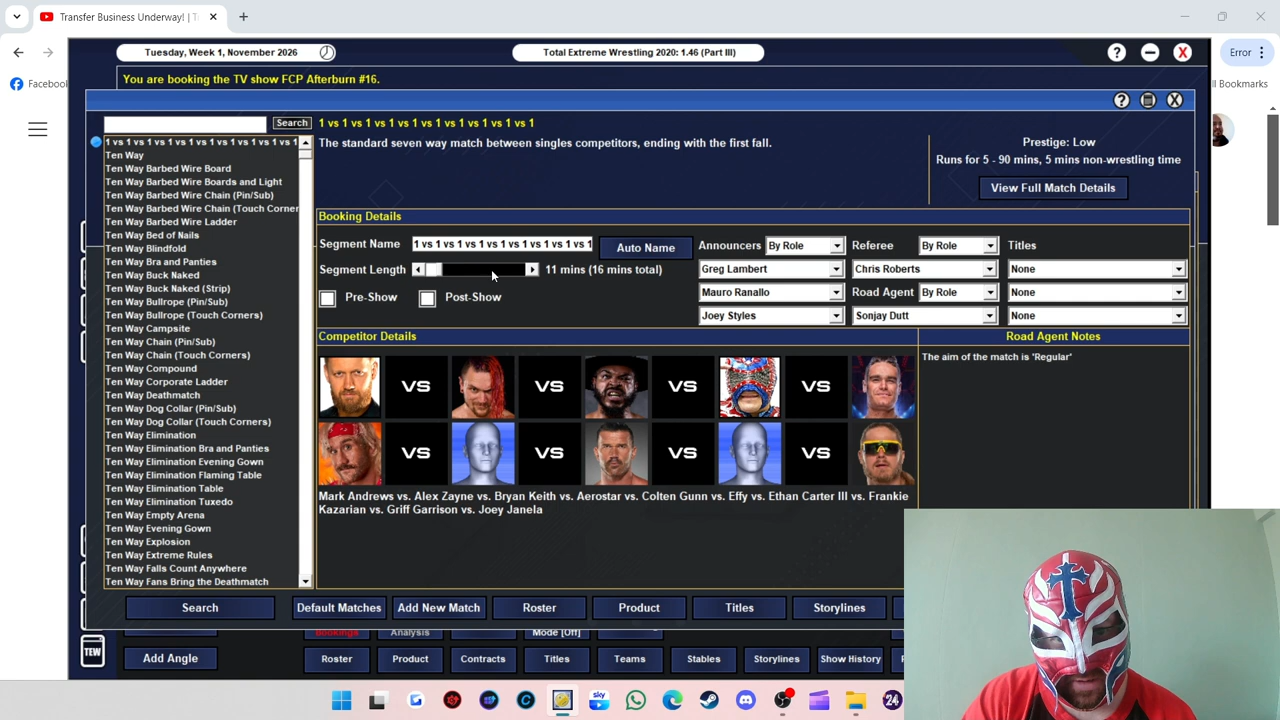 Transfer Business Underway! | T
Error
Facebook
ll Bookmarks
Tuesday, Week 1, November 2026
Total Extreme Wrestling 2020: 1.46 (Part III)
? X
You are booking the TV show FCP Afterburn #16.
? X
Search
1 vs 1 vs 1 vs 1 vs 1 vs 1 vs 1 vs 1 vs 1 vs 1
1 vs 1 vs 1 vs 1 vs 1 vs 1 vs 1 vs 1 vs 1
Ten Way
Ten Way Barbed Wire Board
Ten Way Barbed Wire Boards and Light
Ten Way Barbed Wire Chain (Pin/Sub)
Ten Way Barbed Wire Chain (Touch Corner
Ten Way Barbed Wire Ladder
Ten Way Bed of Nails
Ten Way Blindfold
Ten Way Bra and Panties
Ten Way Buck Naked
Ten Way Buck Naked (Strip)
Ten Way Bullrope (Pin/Sub)
Ten Way Bullrope (Touch Corners)
Ten Way Campsite
Ten Way Chain (Pin/Sub)
Ten Way Chain (Touch Corners)
Ten Way Compound
Ten Way Corporate Ladder
Ten Way Deathmatch
Ten Way Dog Collar (Pin/Sub)
Ten Way Dog Collar (Touch Corners)
Ten Way Elimination
Ten Way Elimination Bra and Panties
Ten Way Elimination Evening Gown
Ten Way Elimination Flaming Table
Ten Way Elimination Table
Ten Way Elimination Tuxedo
Ten Way Empty Arena
Ten Way Evening Gown
Ten Way Explosion
Ten Way Extreme Rules
Ten Way Falls Count Anywhere
Ten Way Fans Bring the Deathmatch
The standard seven way match between singles competitors, ending with the first fall.
Prestige: Low
Runs for 5 - 90 mins, 5 mins non-wrestling time
View Full Match Details
Booking Details
Segment Name 1 vs 1 vs 1 vs 1 vs 1 vs 1 vs 1 vs 1 vs 1 Auto Name Announcers By Role Referee By Role Titles
Segment Length 11 mins (16 mins total) Greg Lambert Chris Roberts None
Pre-Show Post-Show Mauro Ranallo Road Agent By Role None
Joey Styles Sonjay Dutt None
Competitor Details
Road Agent Notes
The aim of the match is 'Regular'
VS VS VS VS
VS VS VS VS
Mark Andrews vs. Alex Zayne vs. Bryan Keith vs. Aerostar vs. Colten Gunn vs. Effy vs. Ethan Carter III vs. Frankie
Kazarian vs. Griff Garrison vs. Joey Janela
Search Default Matches Add New Match Roster Product Titles Storylines
Bookings Analysis Mode [Off]
TEW Add Angle Roster Product Contracts Titles Teams Stables Storylines Show History
sky
24